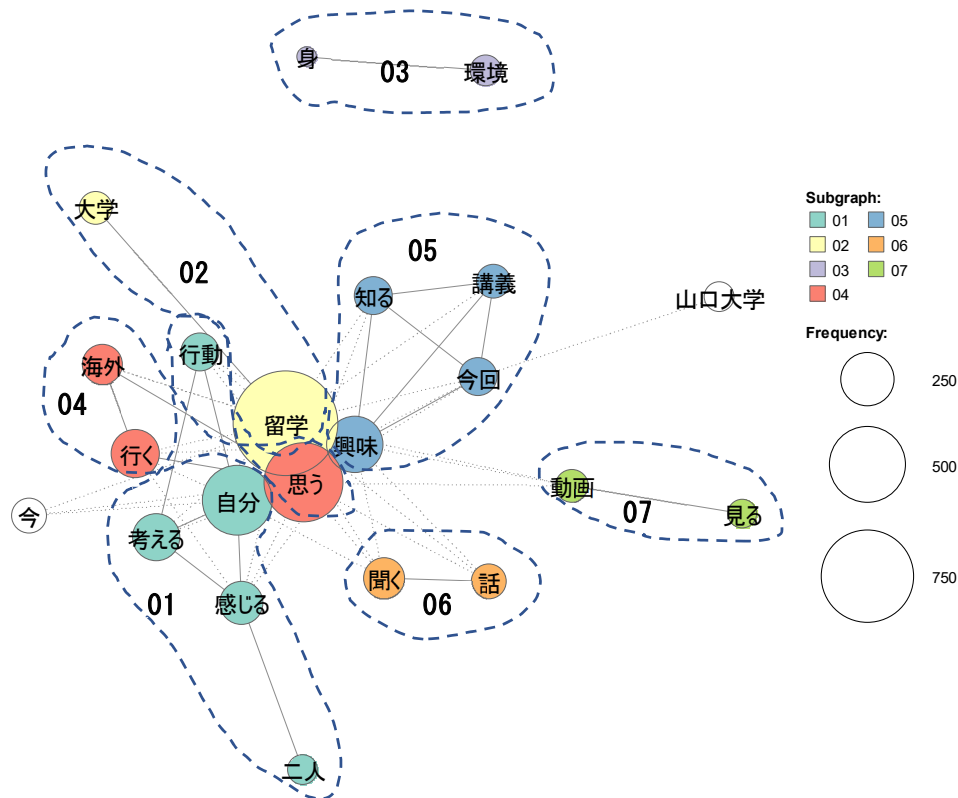 身
03
環境
大学
02
05
知る
講義
山口大学
行動
海外
04
今回
留学
興味
行く
思う
自分
動画
07
見る
今
考える
聞く
話
01
感じる
06
二人
Subgraph:
01
05
02
06
03
07
04
Frequency:
250
500
750